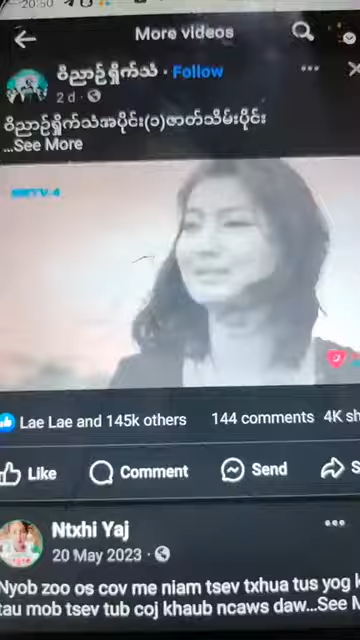 20:50
More videos
ဝိညာဉ်ရှိုက်သံ · Follow
2 d ·
ဝိညာဉ်ရှိုက်သံအပိုင်း(၁)ဇာတ်သိမ်းပိုင်း
...See More
Lae Lae and 145k others 144 comments 4K sh
Like Comment Send S
Ntxhi Yaj
20 May 2023 ·
Nyob zoo os cov me niam tsev txhua tus yog k
tau mob tsev tub coj khaub ncaws daw...See M